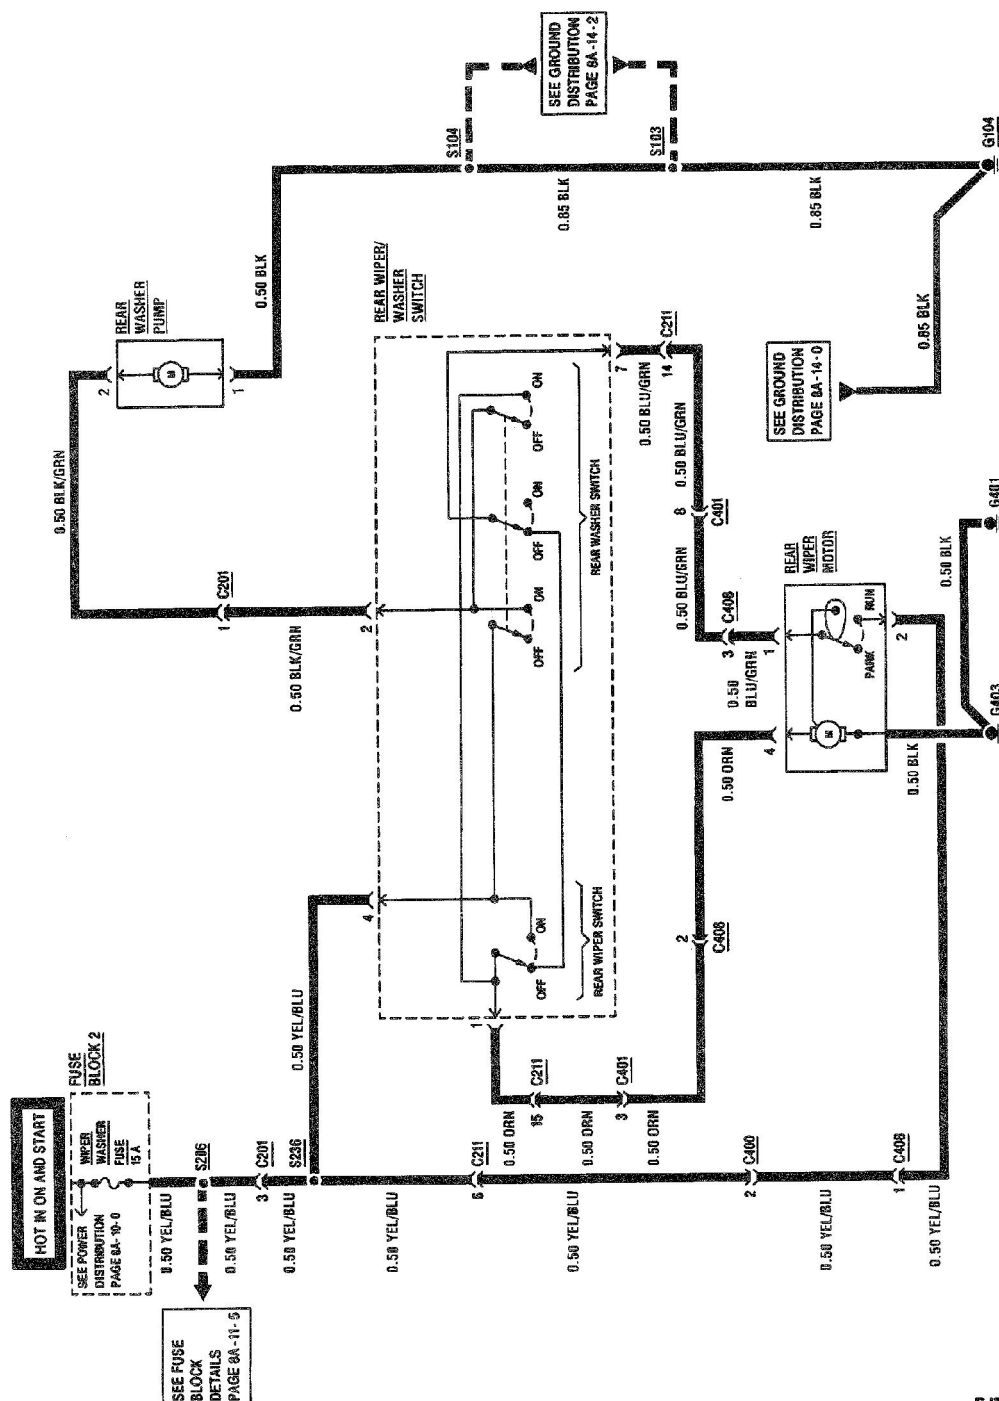 HOT IN ON AND START
FUSE
BLOCK 2
WIPER
WASHER
FUSE
15 A
SEE POWER
DISTRIBUTION
PAGE 8A-10-0
0.50 YEL/BLU
S206
SEE FUSE
BLOCK
DETAILS
PAGE 8A-11-5
0.50 YEL/BLU
3
C201
0.50 YEL/BLU
S236
0.50 YEL/BLU
4
0.50 YEL/BLU
6
C211
0.50 YEL/BLU
2
C400
0.50 YEL/BLU
1
C408
0.50 YEL/BLU
REAR WIPER/
WASHER
SWITCH
OFF
ON
REAR WIPER SWITCH
OFF
ON
OFF
ON
OFF
ON
REAR WASHER SWITCH
1
0.50 ORN
15
C211
0.50 ORN
3
C401
0.50 ORN
2
C408
0.50 ORN
4
2
0.50 BLK/GRN
1
C201
0.50 BLK/GRN
2
REAR
WASHER
PUMP
M
1
0.50 BLK
S104
SEE GROUND
DISTRIBUTION
PAGE 8A-14-2
0.85 BLK
S103
0.85 BLK
G104
0.85 BLK
SEE GROUND
DISTRIBUTION
PAGE 8A-14-0
7
0.50 BLU/GRN
14
C211
0.50 BLU/GRN
8
C401
0.50 BLU/GRN
3
C408
0.50
BLU/GRN
1
REAR
WIPER
MOTOR
M
PARK
RUN
2
0.50 BLK
G403
0.50 BLK
G401